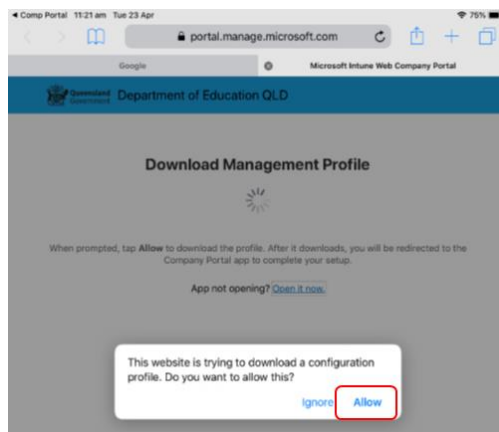 Comp Portal 11:21 am Tue 23 Apr 75%
portal.manage.microsoft.com
Google Microsoft Intune Web Company Portal
Queensland
Government
Department of Education QLD
Download Management Profile
When prompted, tap Allow to download the profile. After it downloads, you will be redirected to the
Company Portal app to complete your setup.
App not opening? Open it now.
This website is trying to download a configuration
profile. Do you want to allow this?
Ignore Allow